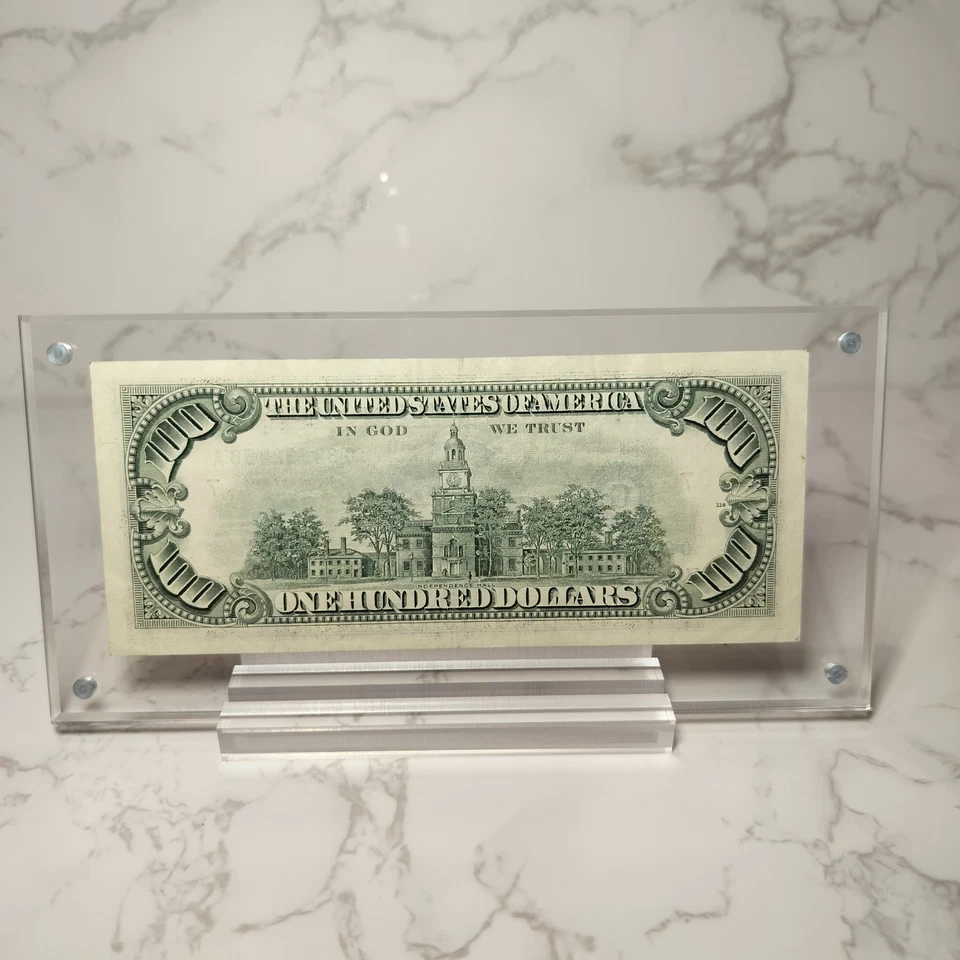 THE UNITED STATES OF AMERICA
IN GOD WE TRUST
100 100
INDEPENDENCE HALL
100 100
ONE HUNDRED DOLLARS